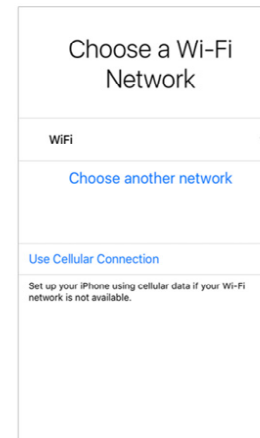 Choose a Wi-Fi
Network
WiFi
Choose another network
Use Cellular Connection
Set up your iPhone using cellular data if your Wi-Fi
network is not available.